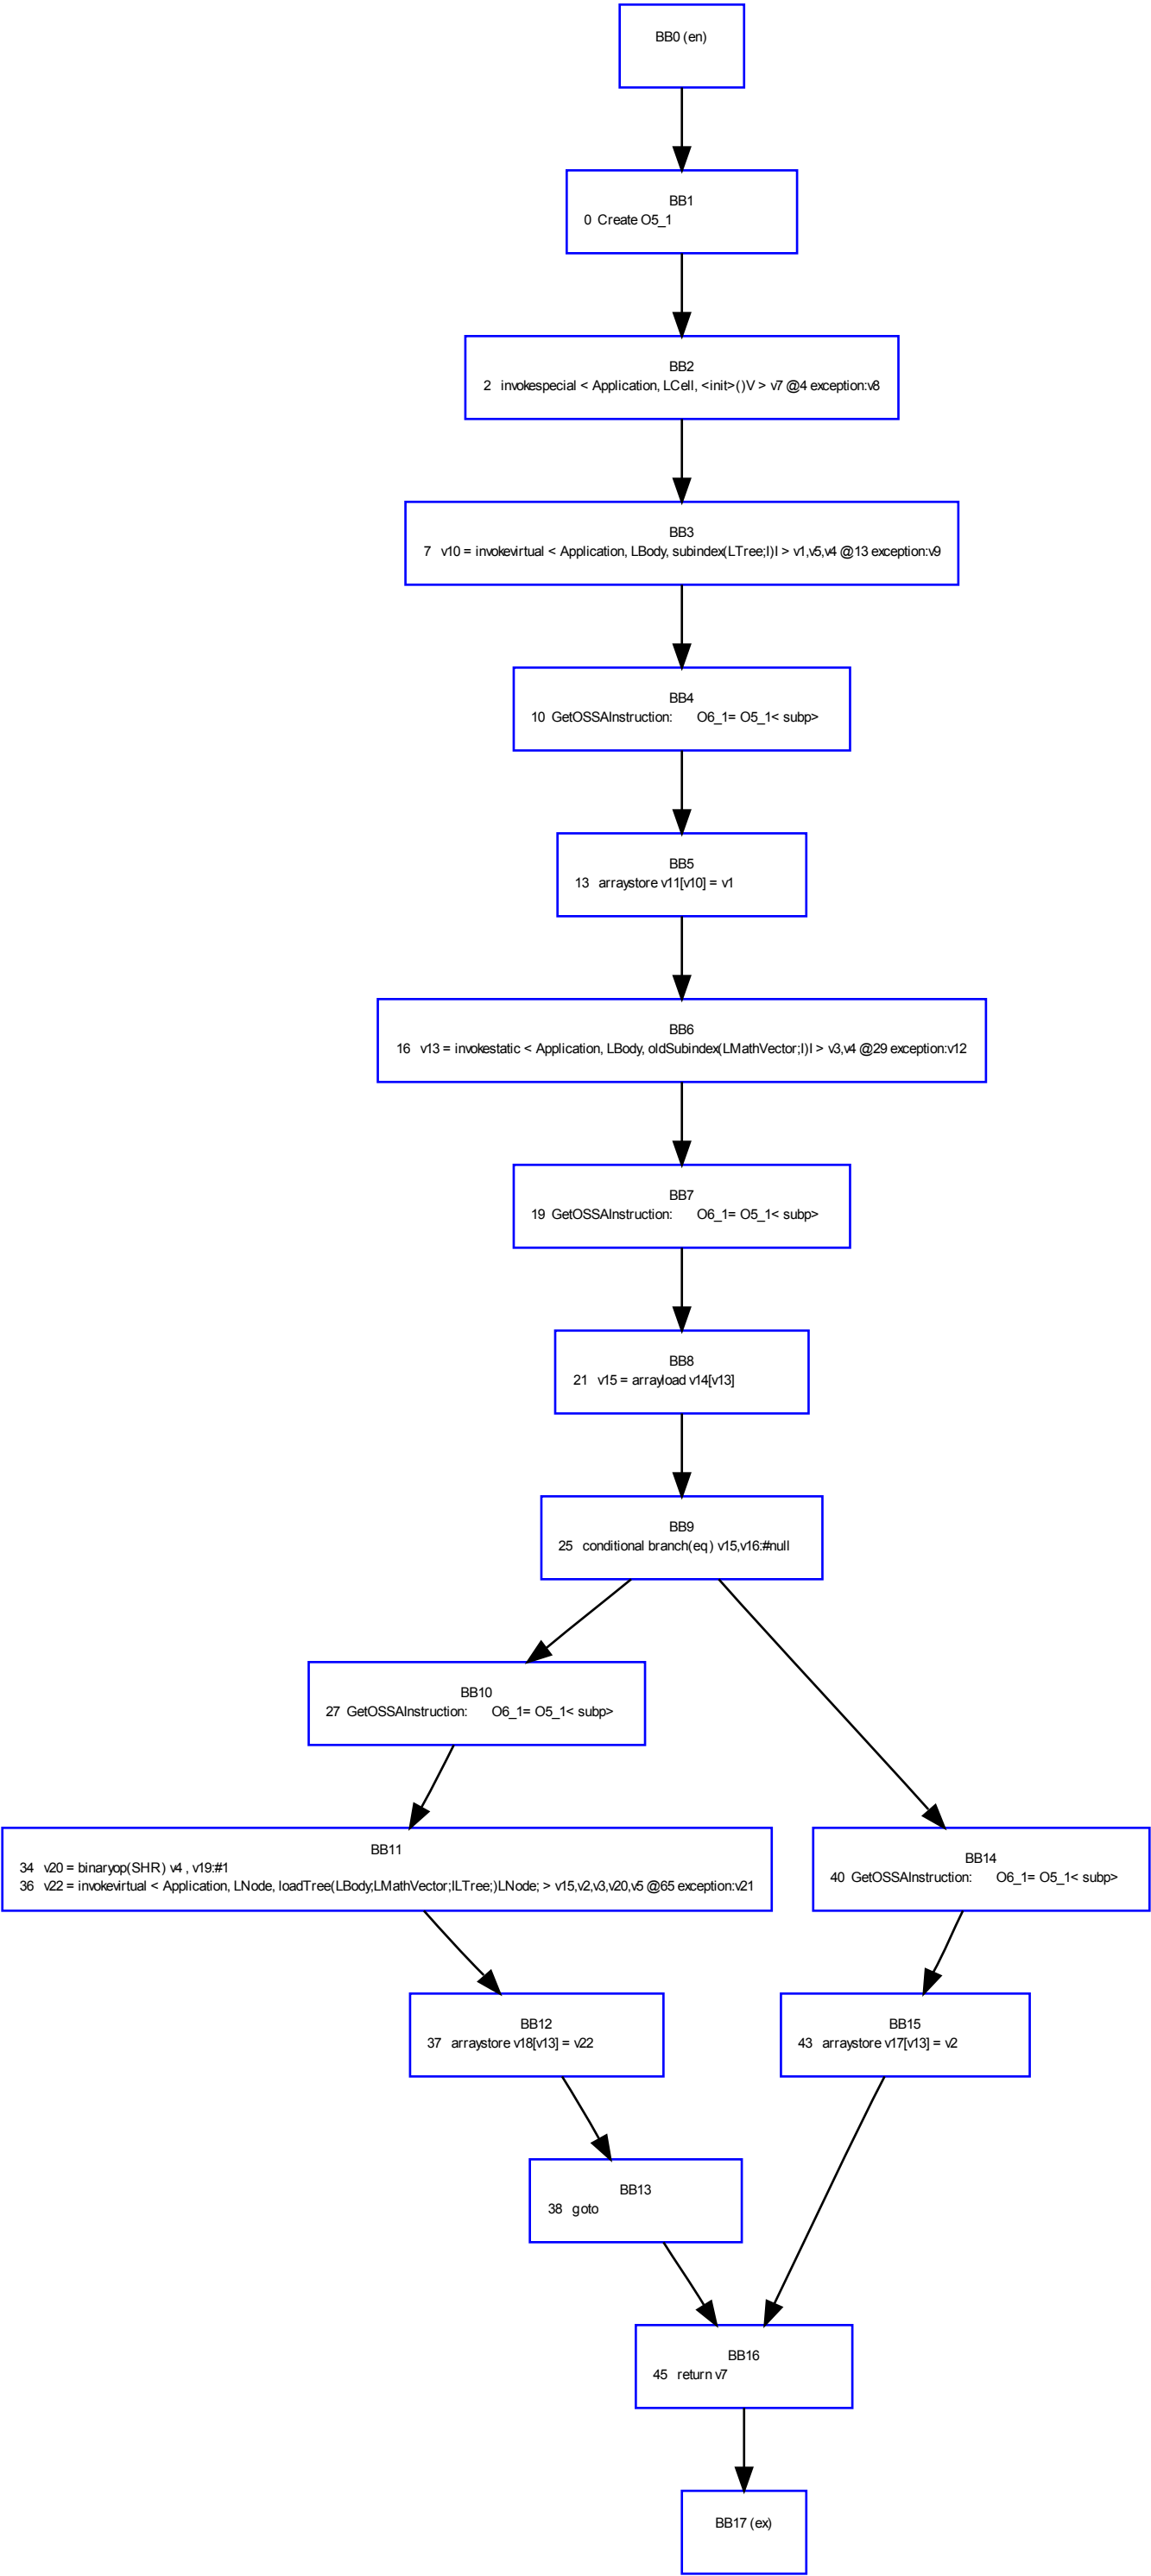 BB0 (en)
BB1
0 Create O5_1
BB2
2 invokespecial < Application, LCell, <init>()V > v7 @4 exception:v8
BB3
7 v10 = invokevirtual < Application, LBody, subindex(LTree;I)I > v1,v5,v4 @13 exception:v9
BB4
10 GetOSSAInstruction: O6_1= O5_1< subp>
BB5
13 arraystore v11[v10] = v1
BB6
16 v13 = invokestatic < Application, LBody, oldSubindex(LMathVector;I)I > v3,v4 @29 exception:v12
BB7
19 GetOSSAInstruction: O6_1= O5_1< subp>
BB8
21 v15 = arrayload v14[v13]
BB9
25 conditional branch(eq) v15,v16:#null
BB10
27 GetOSSAInstruction: O6_1= O5_1< subp>
BB11
34 v20 = binaryop(SHR) v4 , v19:#1
36 v22 = invokevirtual < Application, LNode, loadTree(LBody;LMathVector;ILTree;)LNode; > v15,v2,v3,v20,v5 @65 exception:v21
BB14
40 GetOSSAInstruction: O6_1= O5_1< subp>
BB12
37 arraystore v18[v13] = v22
BB15
43 arraystore v17[v13] = v2
BB13
38 goto
BB16
45 return v7
BB17 (ex)